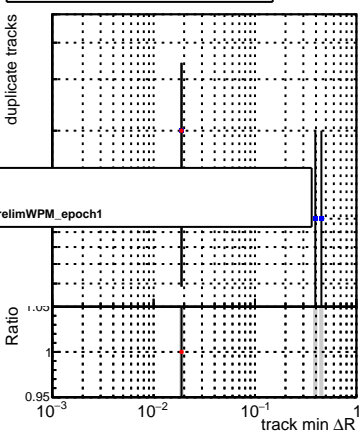 duplicate tracks
relimWPM_epoch1
Ratio
1.05
1
0.95
10⁻³ 10⁻² 10⁻¹ 1
track min ΔR